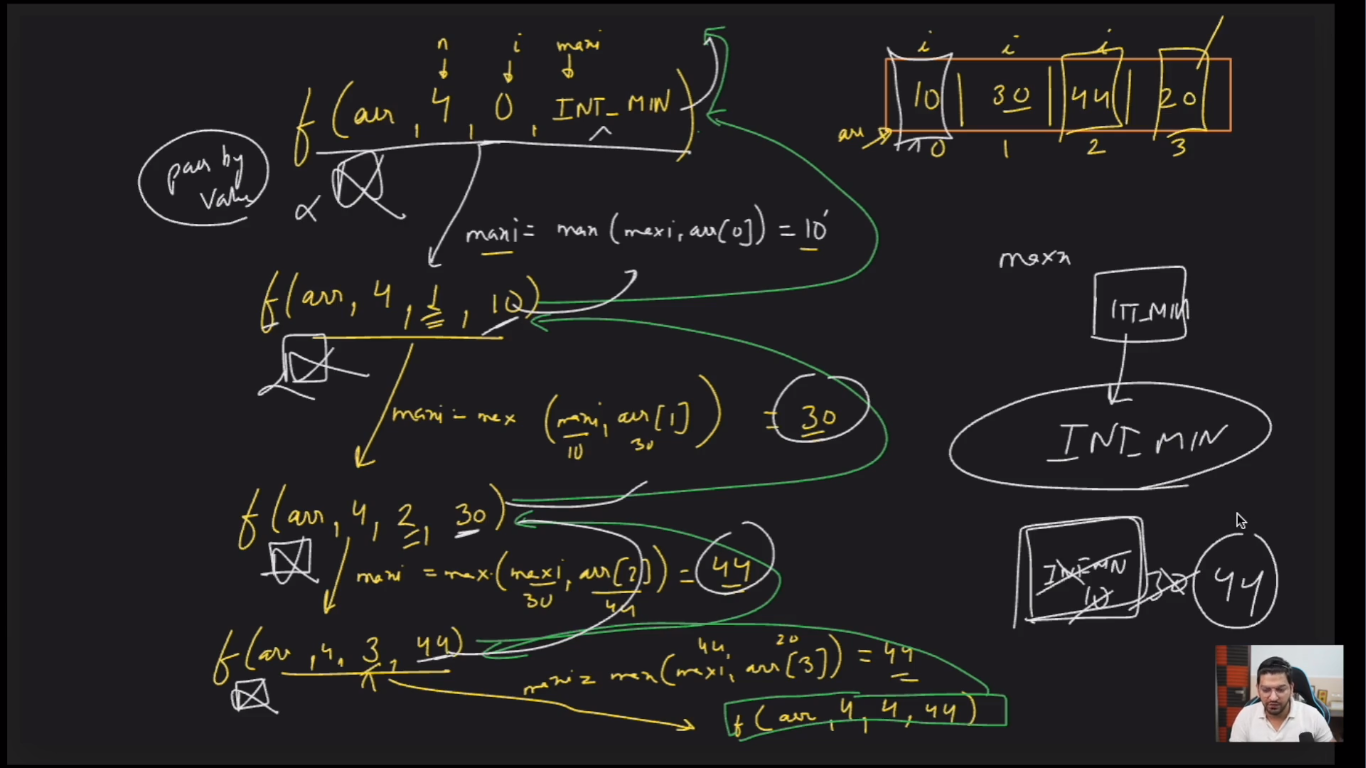 n i maxi
f(arr, 4, 0, INT_MIN)
i i i
10 | 30 | 44 | 20
arr
0 1 2 3
pass by
value
maxi = max(maxi, arr[0]) = 10
f(arr, 4, 1, 10)
maxi = max(maxi, arr[1]) = 30
10 30
f(arr, 4, 2, 30)
maxi = max(maxi, arr[2]) = 44
30 44
f(arr, 4, 3, 44)
44 20
maxi = max(maxi, arr[3]) = 44
f(arr, 4, 4, 44)
INT_MIN
INT_MIN
INT_MIN
10 30 44